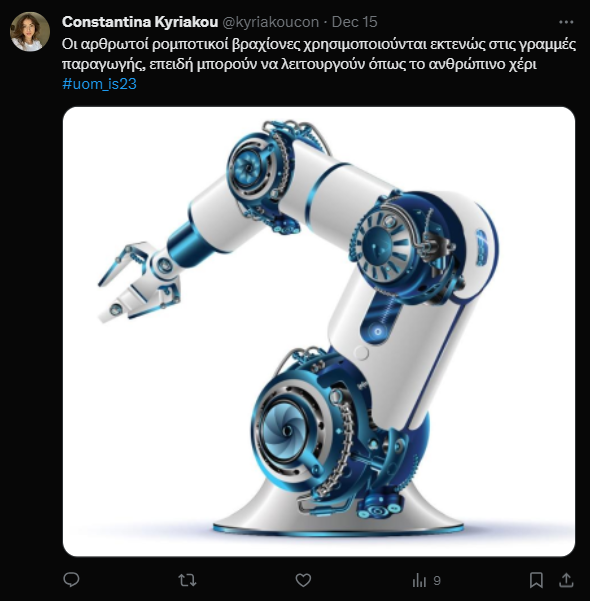 Constantina Kyriakou @kyriakoucon · Dec 15
Οι αρθρωτοί ρομποτικοί βραχίονες χρησιμοποιούνται εκτενώς στις γραμμές
παραγωγής, επειδή μπορούν να λειτουργούν όπως το ανθρώπινο χέρι
#uom_is23
9